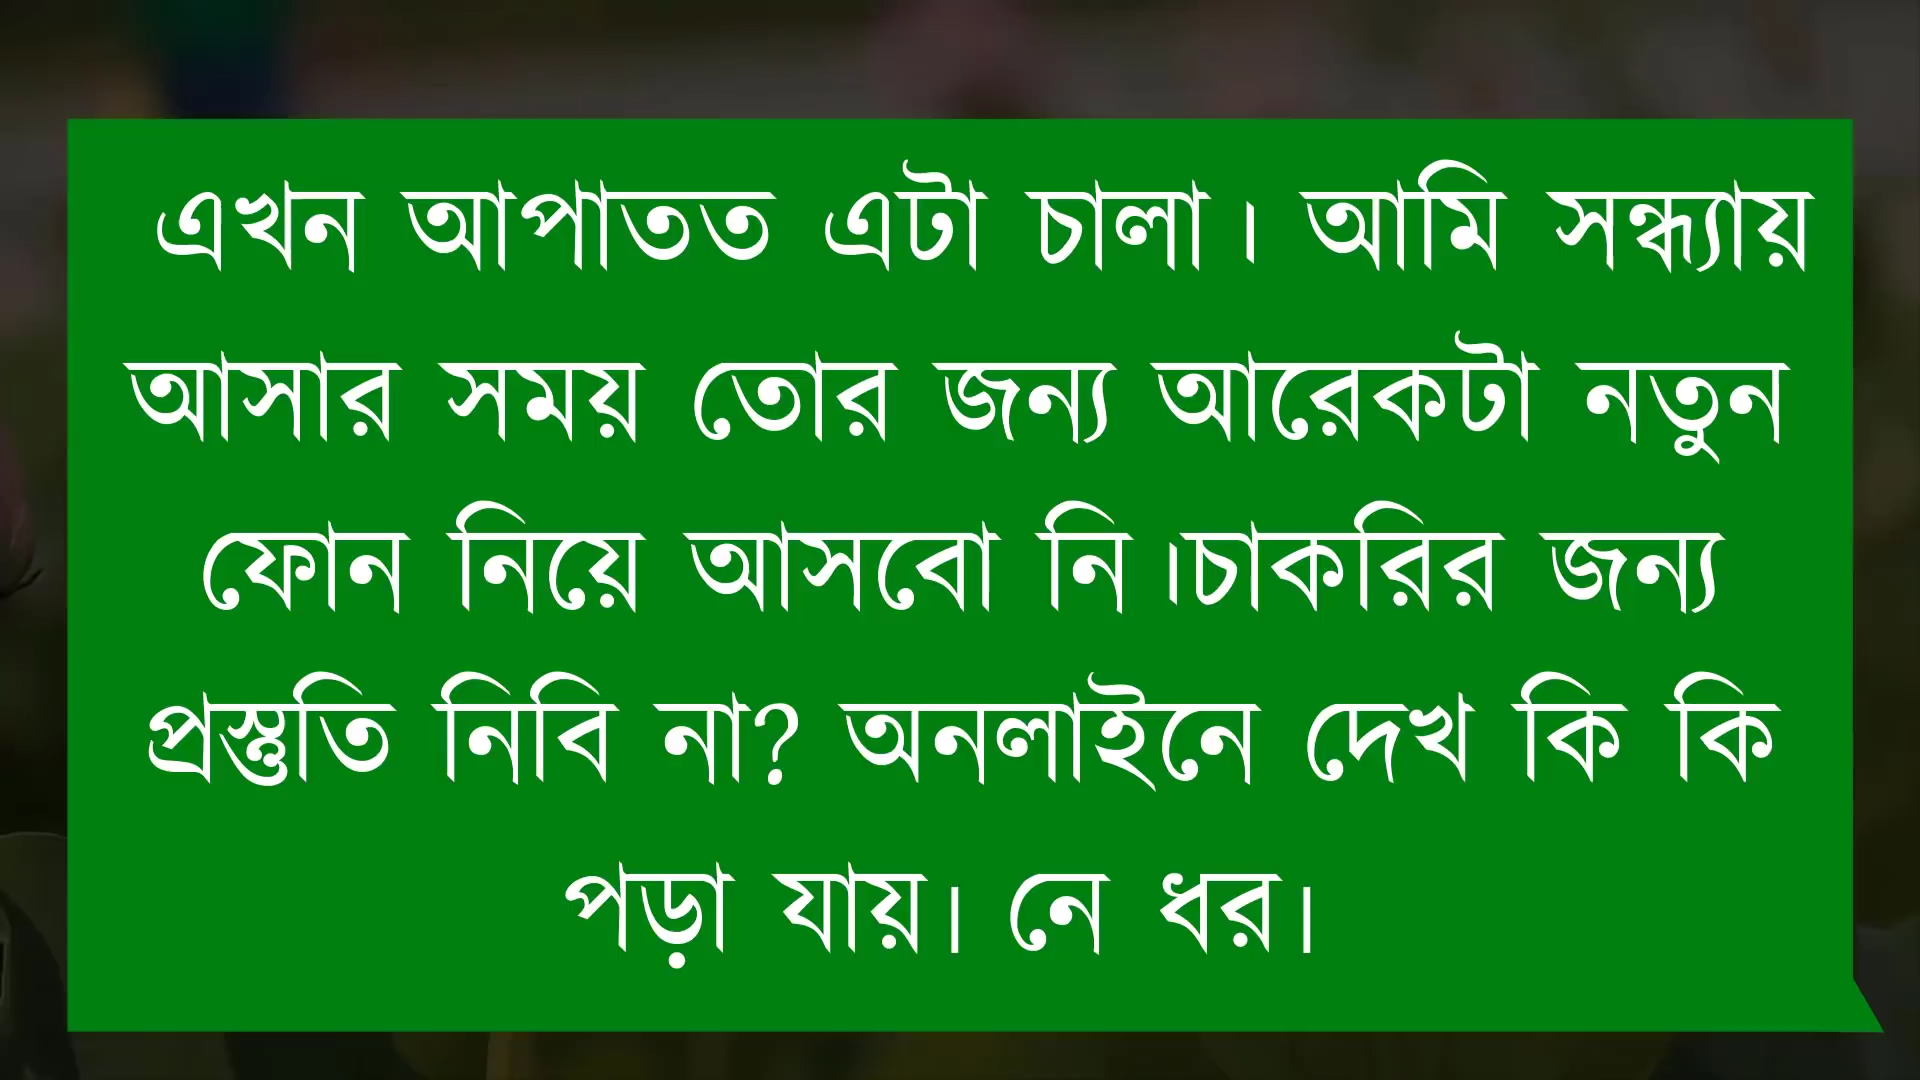 এখন আপাতত এটা চালা। আমি সন্ধ্যায়
আসার সময় তোর জন্য আরেকটা নতুন
ফোন নিয়ে আসবো নি।চাকরির জন্য
প্রস্তুতি নিবি না? অনলাইনে দেখ কি কি
পড়া যায়। নে ধর।